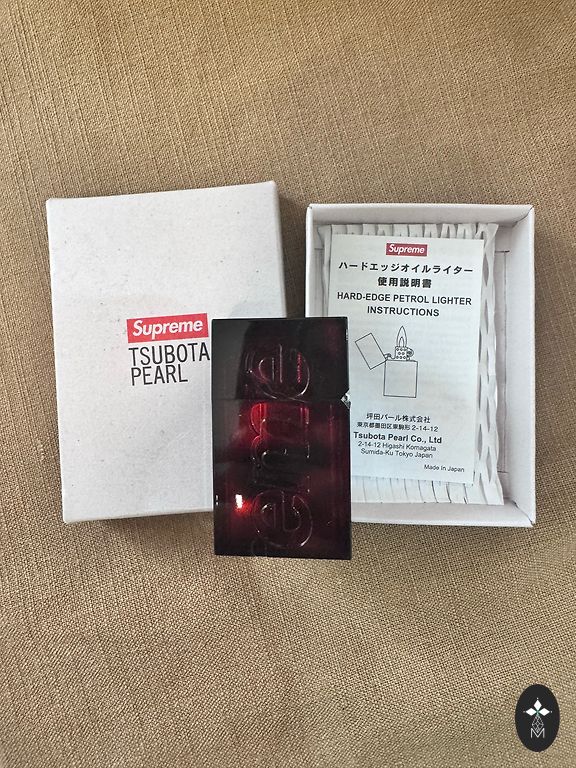 Supreme
TSUBOTA
PEARL
eme
Supreme
ハードエッジオイルライター
使用説明書
HARD-EDGE PETROL LIGHTER
INSTRUCTIONS
坪田パール株式会社
東京都墨田区東駒形 2-14-12
Tsubota Pearl Co., Ltd
2-14-12 Higashi Komagata
Sumida-Ku Tokyo Japan
Made in Japan
M